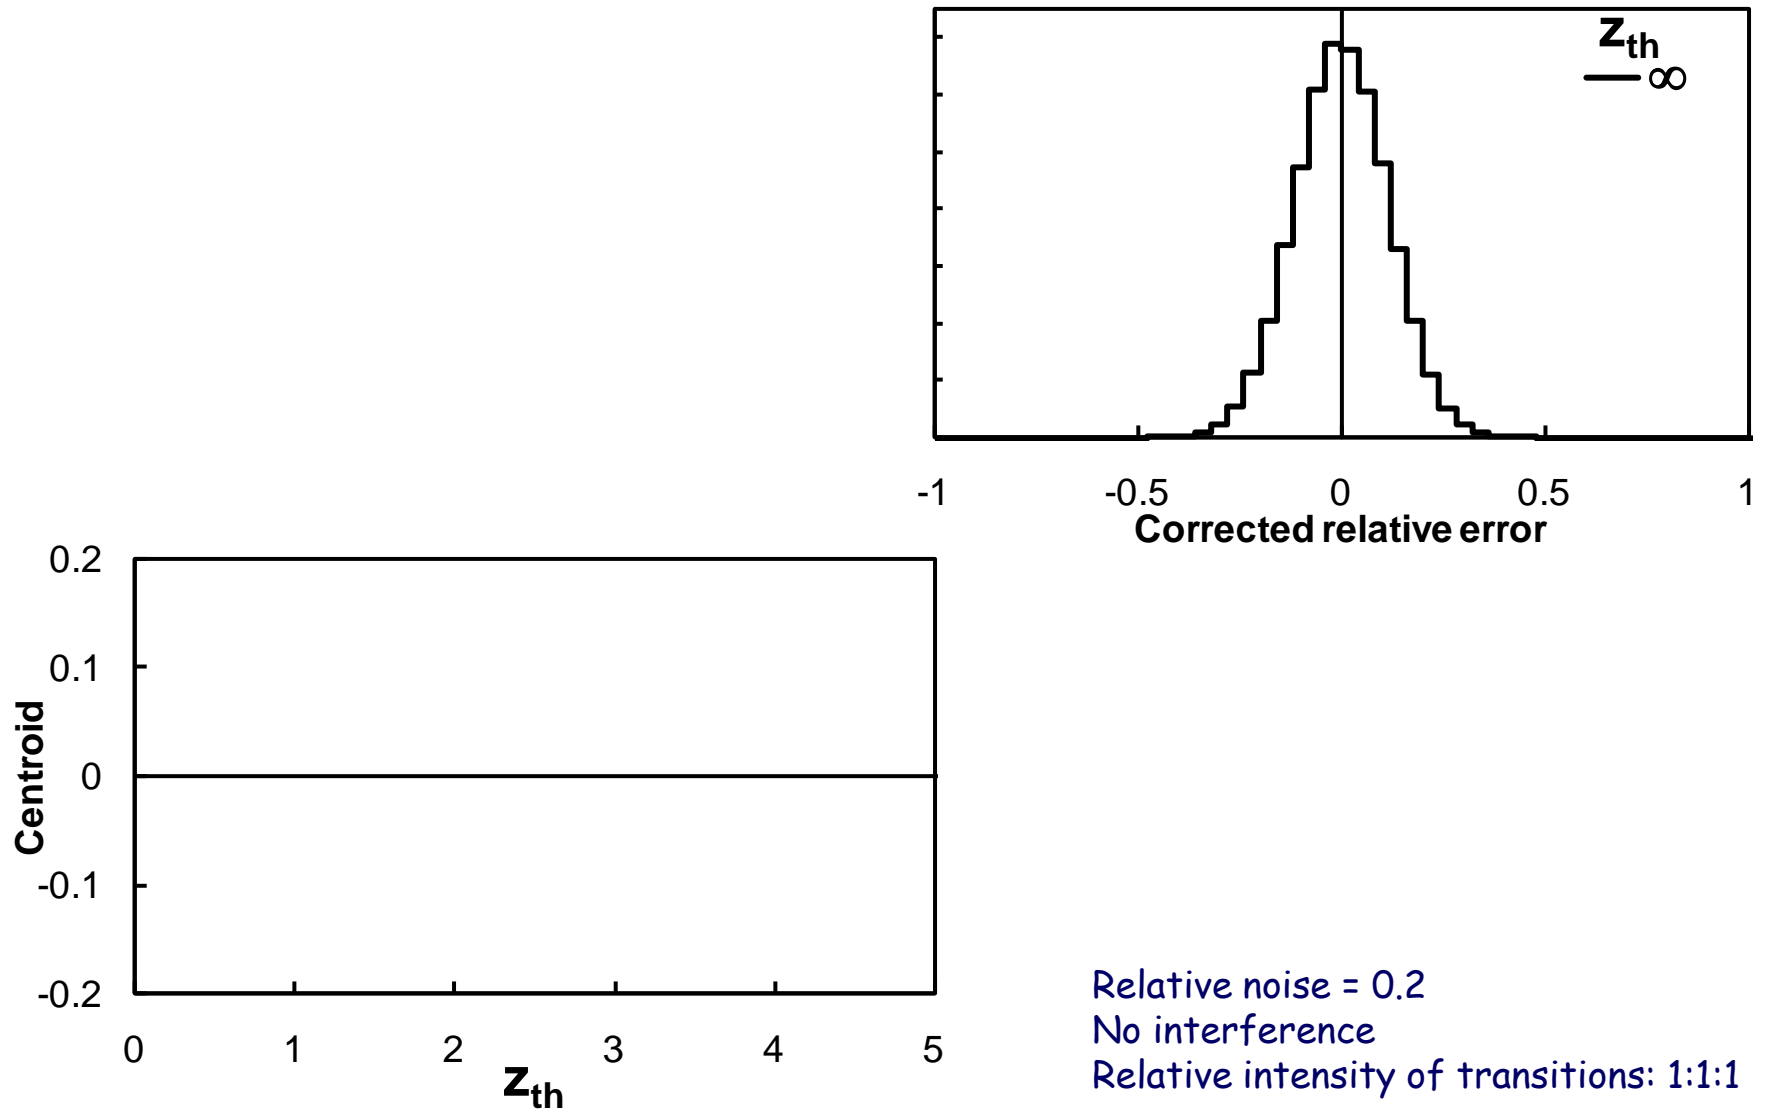 z_th
∞
-1 -0.5 0 0.5 1
Corrected relative error
0.2
0.1
0
-0.1
-0.2
Centroid
0 1 2 3 4 5
z_th
Relative noise = 0.2
No interference
Relative intensity of transitions: 1:1:1